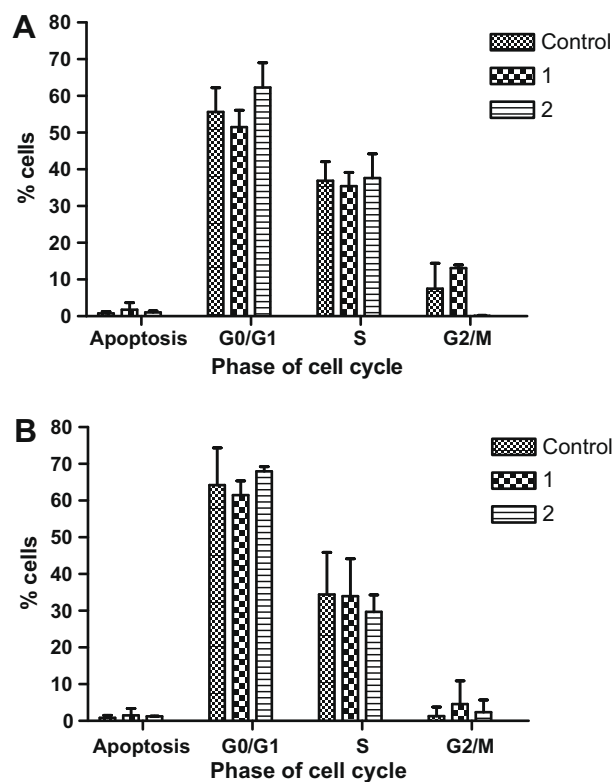 A
80
70
60
50
40
30
20
10
0
% cells
Control
1
2
Apoptosis G0/G1 S G2/M
Phase of cell cycle
B
80
70
60
50
40
30
20
10
0
% cells
Control
1
2
Apoptosis G0/G1 S G2/M
Phase of cell cycle